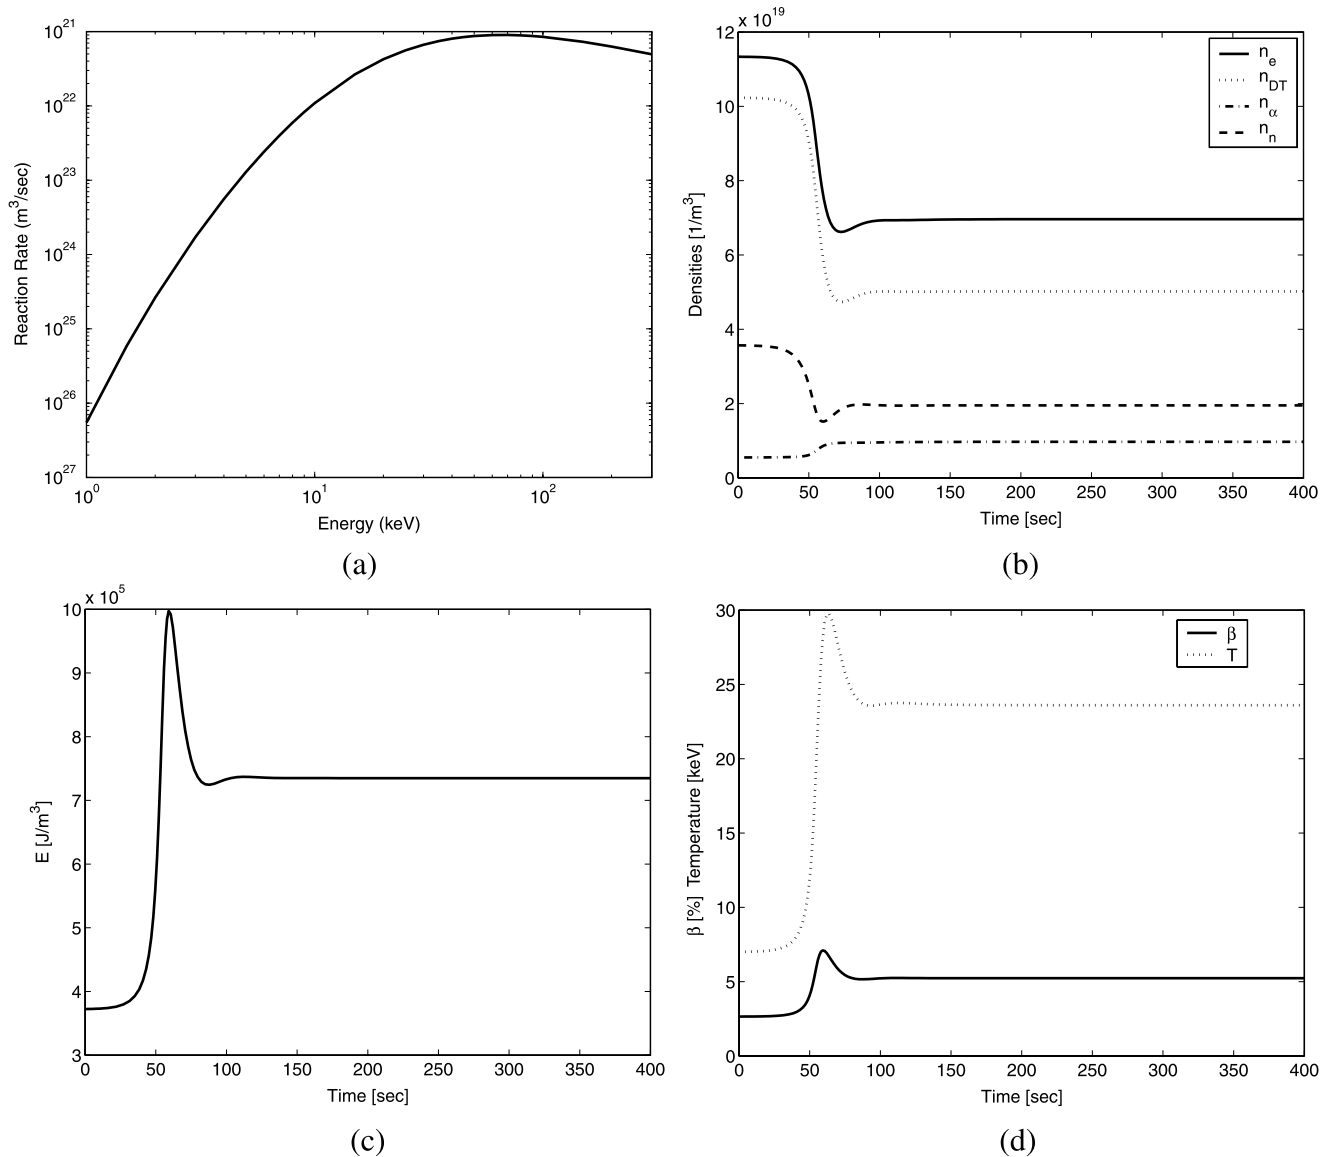 10^21
10^22
10^23
10^24
10^25
10^26
10^27
Reaction Rate (m^3/sec)
10^0
10^1
10^2
Energy (keV)
(a)
x 10^19
12
10
8
6
4
2
0
Densities [1/m^3]
n_e
n_DT
n_α
n_n
0
50
100
150
200
250
300
350
400
Time [sec]
(b)
x 10^5
10
9
8
7
6
5
4
3
E [J/m^3]
0
50
100
150
200
250
300
350
400
Time [sec]
(c)
30
25
20
15
10
5
0
β [%] Temperature [keV]
β
T
0
50
100
150
200
250
300
350
400
Time [sec]
(d)